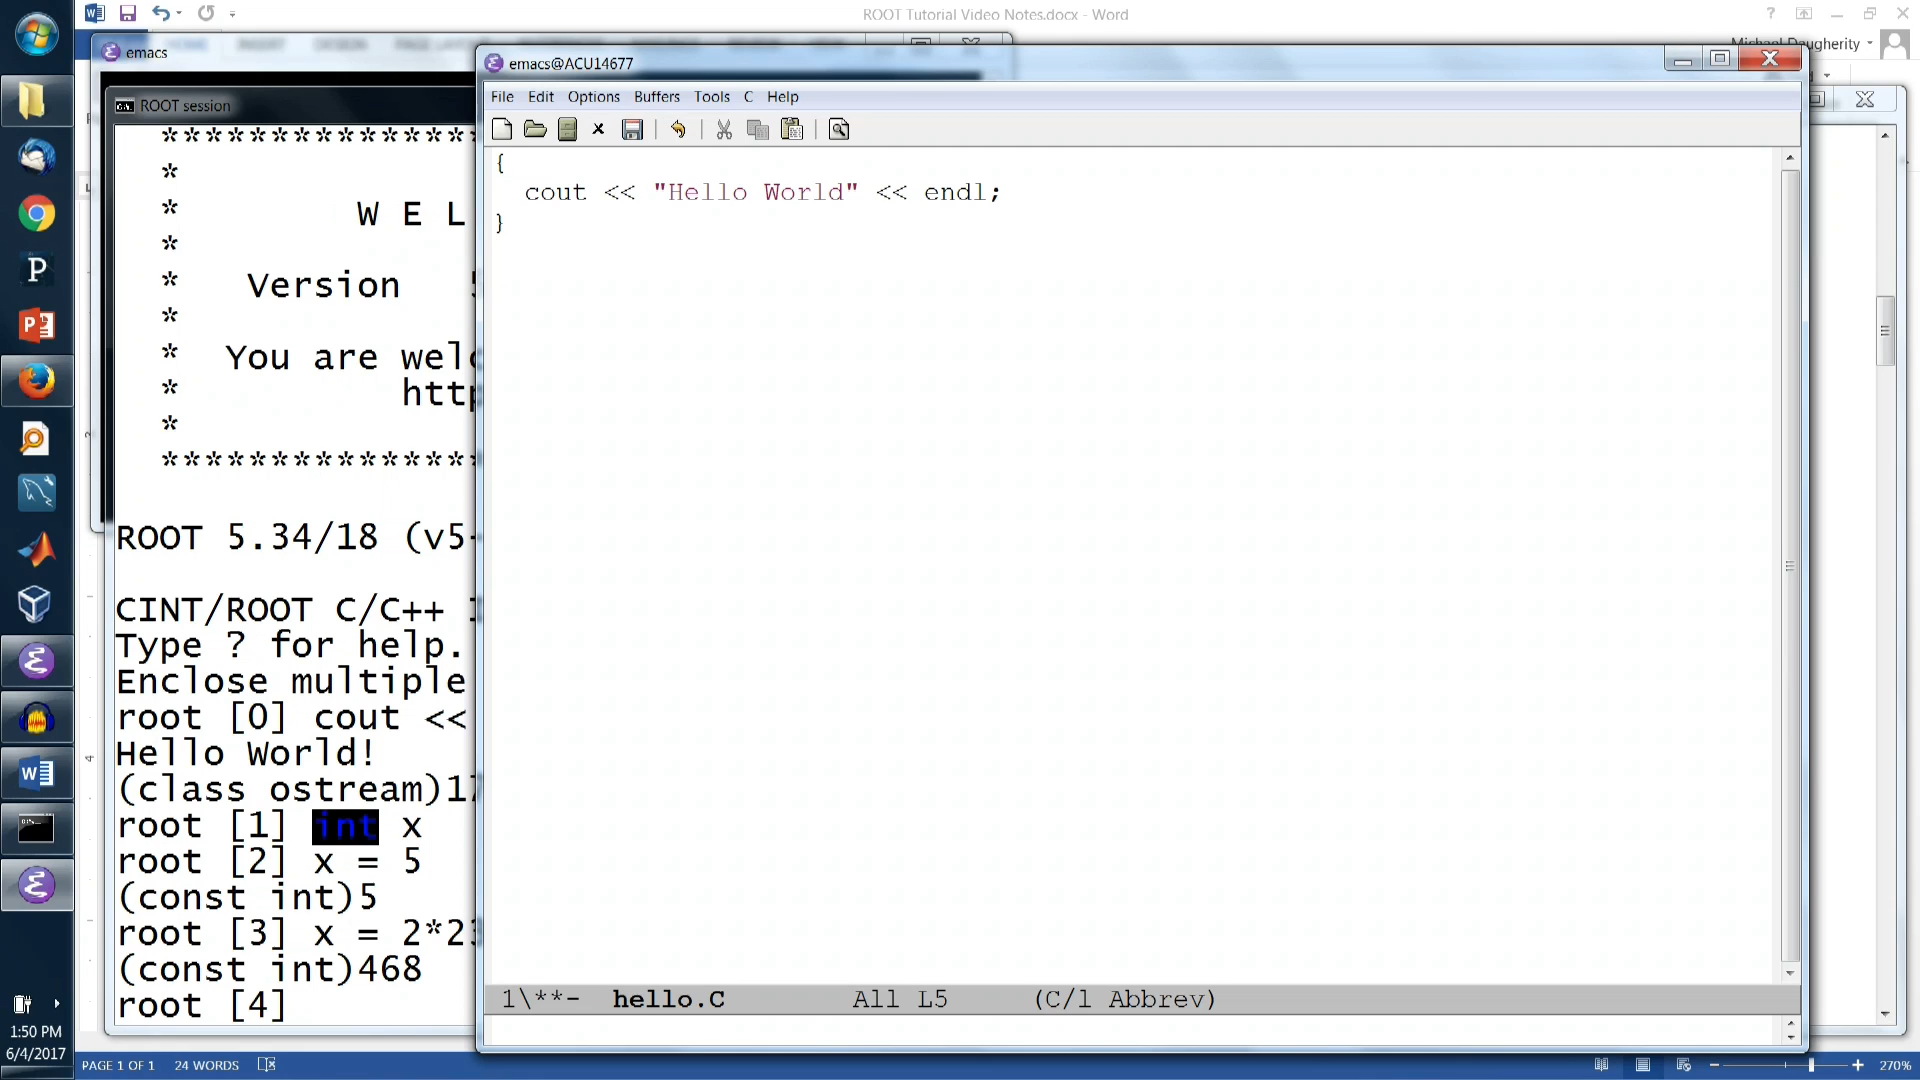 ROOT Tutorial Video Notes.docx - Word
emacs
emacs@ACU14677
ROOT session
File Edit Options Buffers Tools C Help
{
cout << "Hello World" << endl;
}
****************
*
* W E L
*
* Version
*
* You are
* http
*
****************
ROOT 5.34/18 (v5-
CINT/ROOT C/C++
Type ? for help.
Enclose multiple
root [0] cout <<
Hello World!
(class ostream)17
root [1] int x
root [2] x = 5
(const int)5
root [3] x = 2*23
(const int)468
root [4]
1\**- hello.C All L5 (C/l Abbrev)
1:50 PM
6/4/2017
PAGE 1 OF 1 24 WORDS
270%